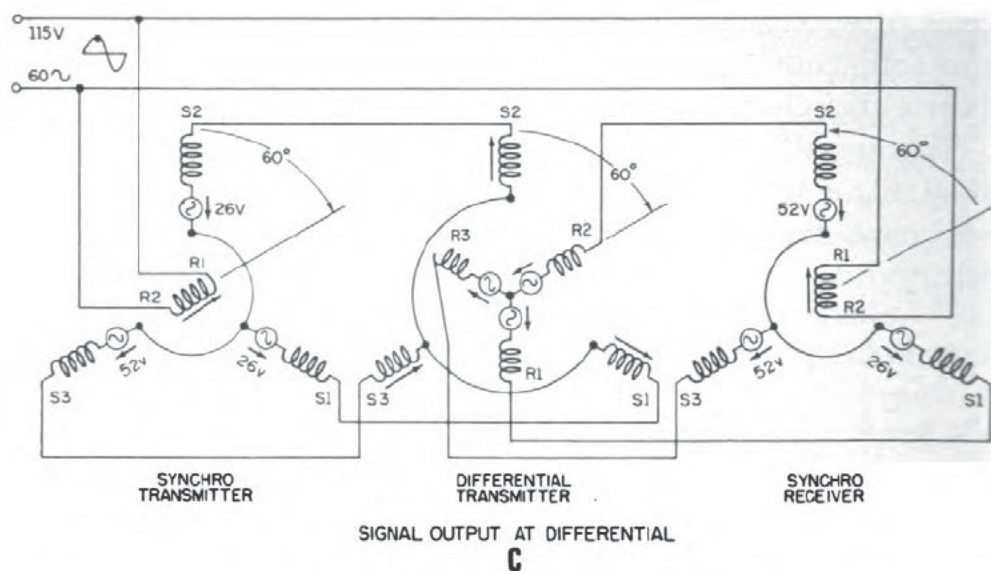 115V
60∿
S2
S2
S2
60°
60°
60°
26V
52V
R3
R2
R1
R1
R2
R2
R1
52V
26V
52V
26V
S3
S1
S3
S1
S3
S1
SYNCHRO TRANSMITTER
DIFFERENTIAL TRANSMITTER
SYNCHRO RECEIVER
SIGNAL OUTPUT AT DIFFERENTIAL
C